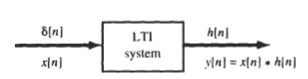 δ[n]
x[n]
LTI
system
h[n]
y[n] = x[n] * h[n]